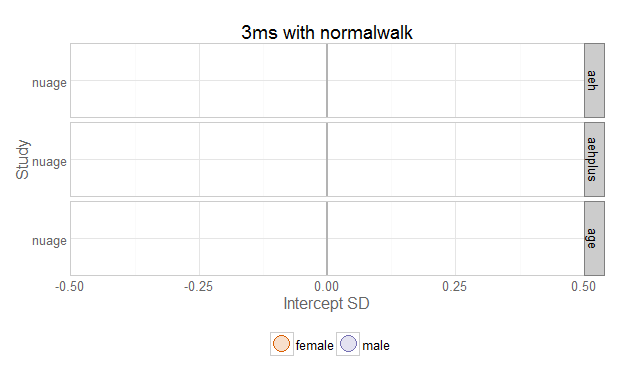 3ms with normalwalk
nuage
aeh
nuage
aehplus
nuage
age
Study
-0.50
-0.25
0.00
0.25
0.50
Intercept SD
female
male